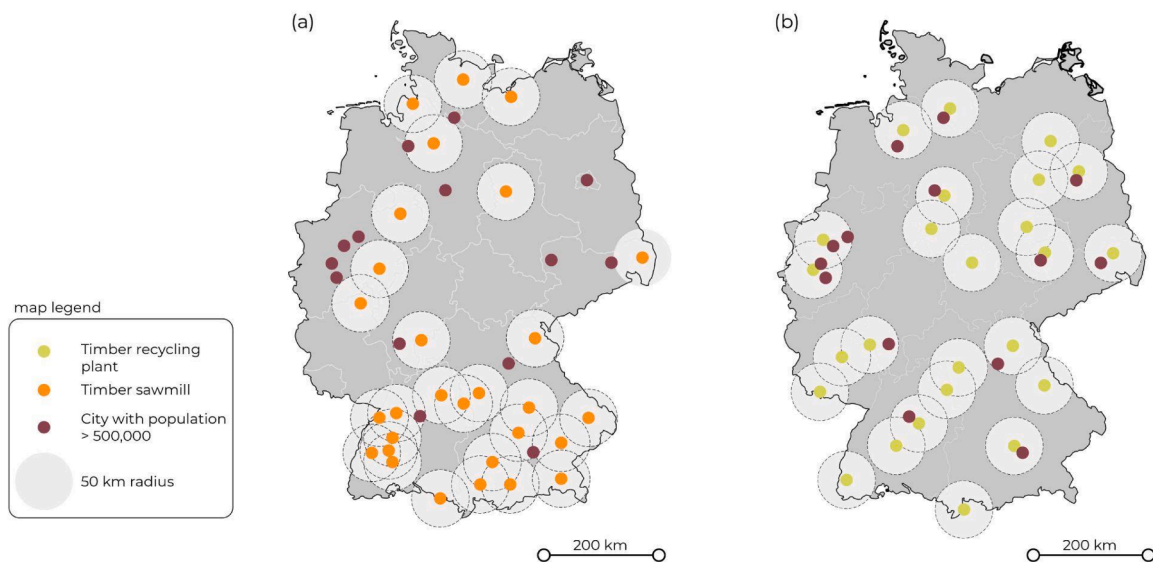 (a)
(b)
map legend
Timber recycling
plant
Timber sawmill
City with population
> 500,000
50 km radius
200 km
200 km